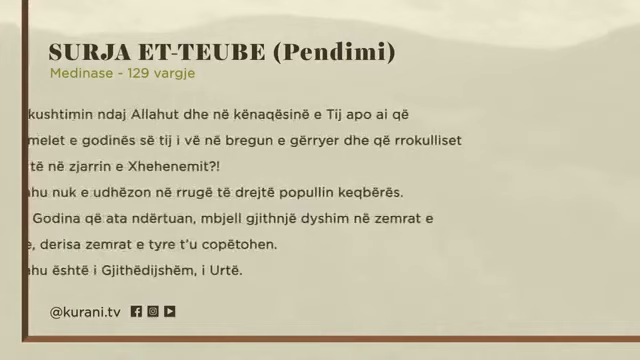 SURJA ET-TEUBE (Pendimi)
Medinase - 129 vargje
kushtimin ndaj Allahut dhe në kënaqësinë e Tij apo ai që
melet e godinës së tij i vë në bregun e gërryer dhe që rrokulliset
të në zjarrin e Xhehenemit?!
ahu nuk e udhëzon në rrugë të drejtë popullin keqbërës.
Godina që ata ndërtuan, mbjell gjithnjë dyshim në zemrat e
e, derisa zemrat e tyre t'u copëtohen.
ahu është i Gjithëdijshëm, i Urtë.
@kurani.tv